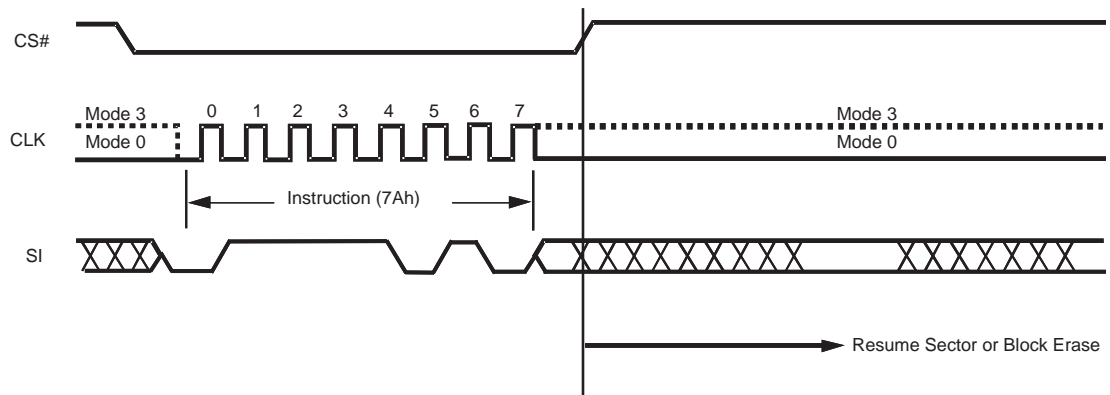 CS#
Mode 3
0 1 2 3 4 5 6 7
Mode 3
CLK
Mode 0
Mode 0
Instruction (7Ah)
SI
Resume Sector or Block Erase